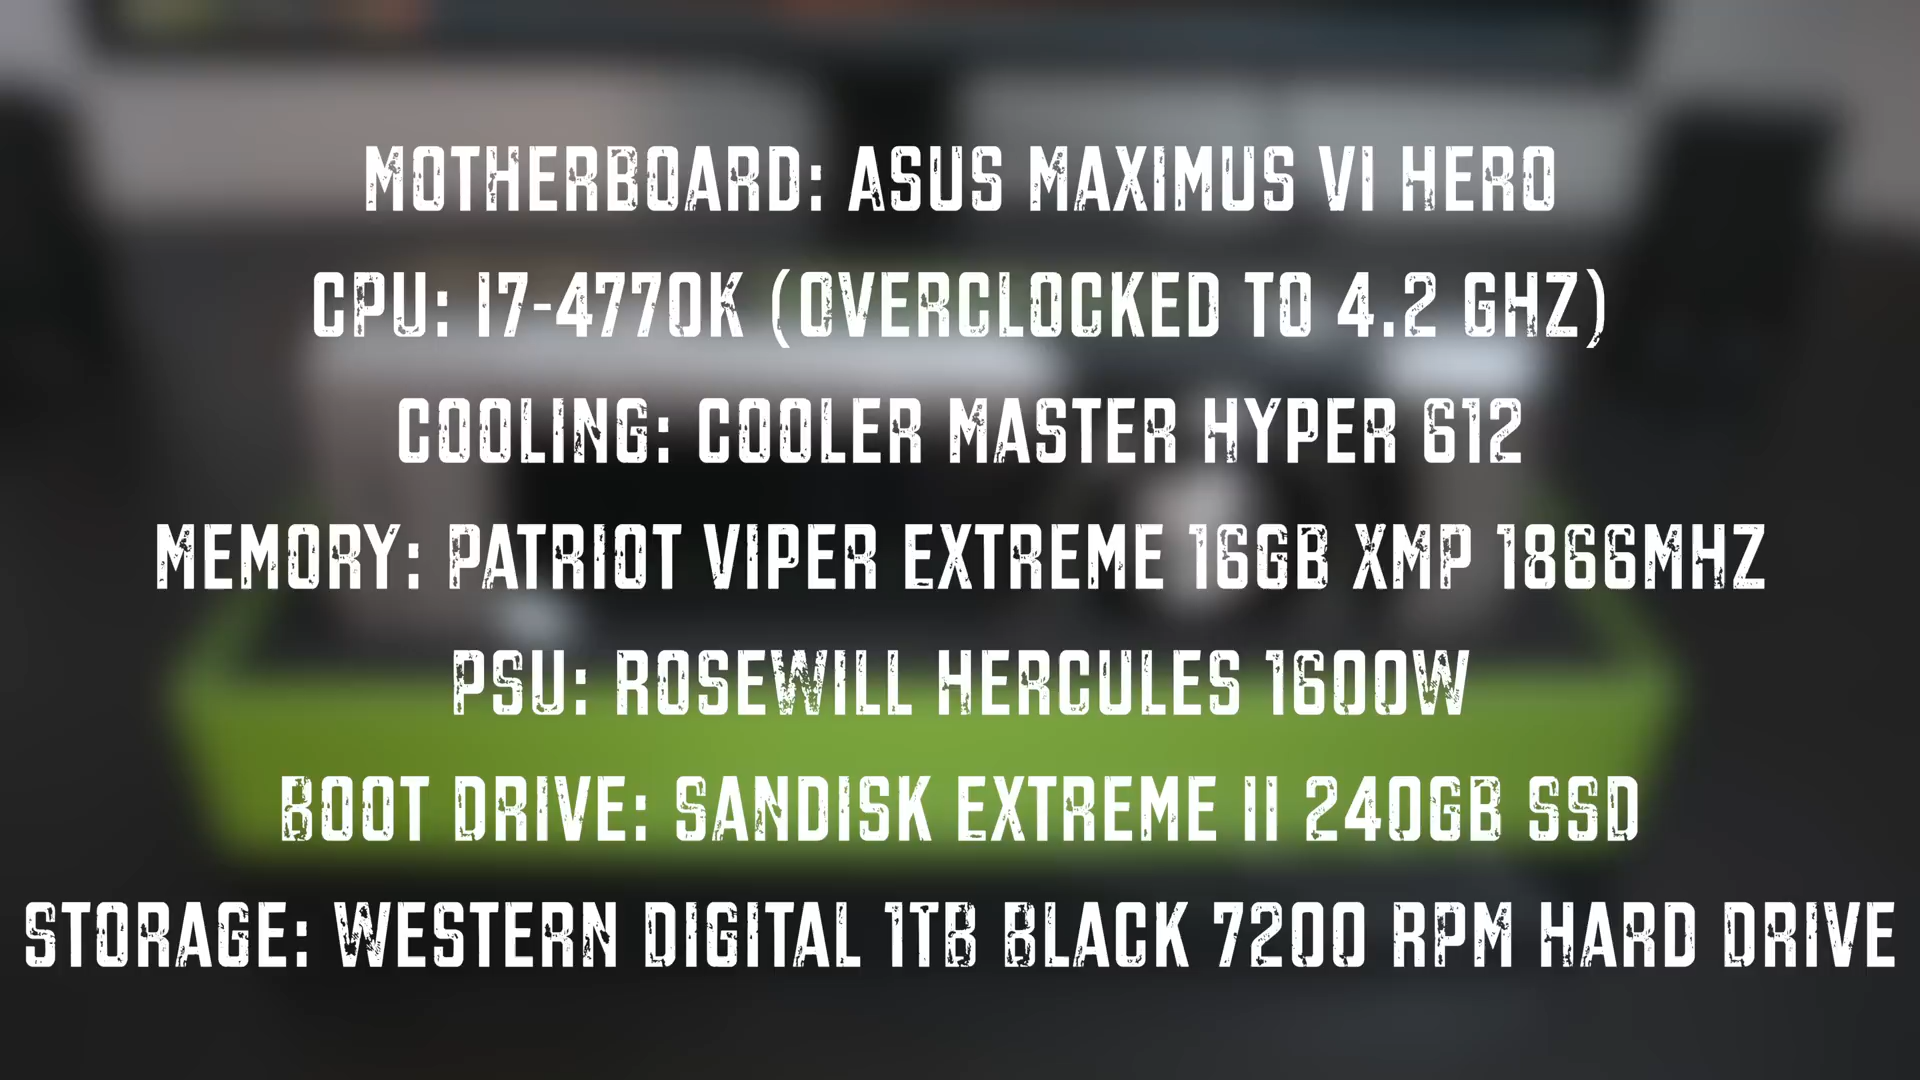 MOTHERBOARD: ASUS MAXIMUS VI HERO
CPU: I7-4770K (OVERCLOCKED TO 4.2 GHZ)
COOLING: COOLER MASTER HYPER 612
MEMORY: PATRIOT VIPER EXTREME 16GB XMP 1866MHZ
PSU: ROSEWILL HERCULES 1600W
BOOT DRIVE: SANDISK EXTREME II 240GB SSD
STORAGE: WESTERN DIGITAL 1TB BLACK 7200 RPM HARD DRIVE